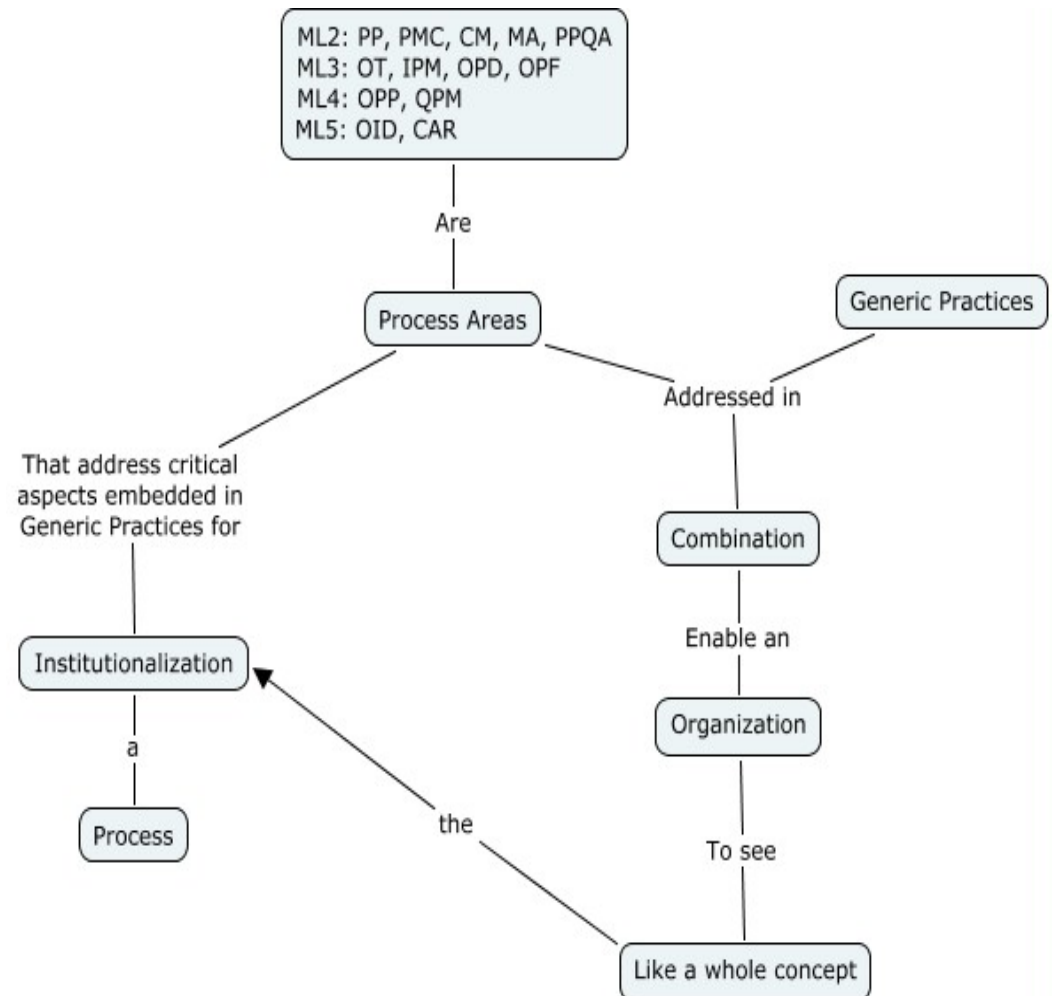 ML2: PP, PMC, CM, MA, PPQA
ML3: OT, IPM, OPD, OPF
ML4: OPP, QPM
ML5: OID, CAR
Are
Process Areas
Generic Practices
Addressed in
That address critical
aspects embedded in
Generic Practices for
Combination
Enable an
Institutionalization
Organization
a
Process
the
To see
Like a whole concept